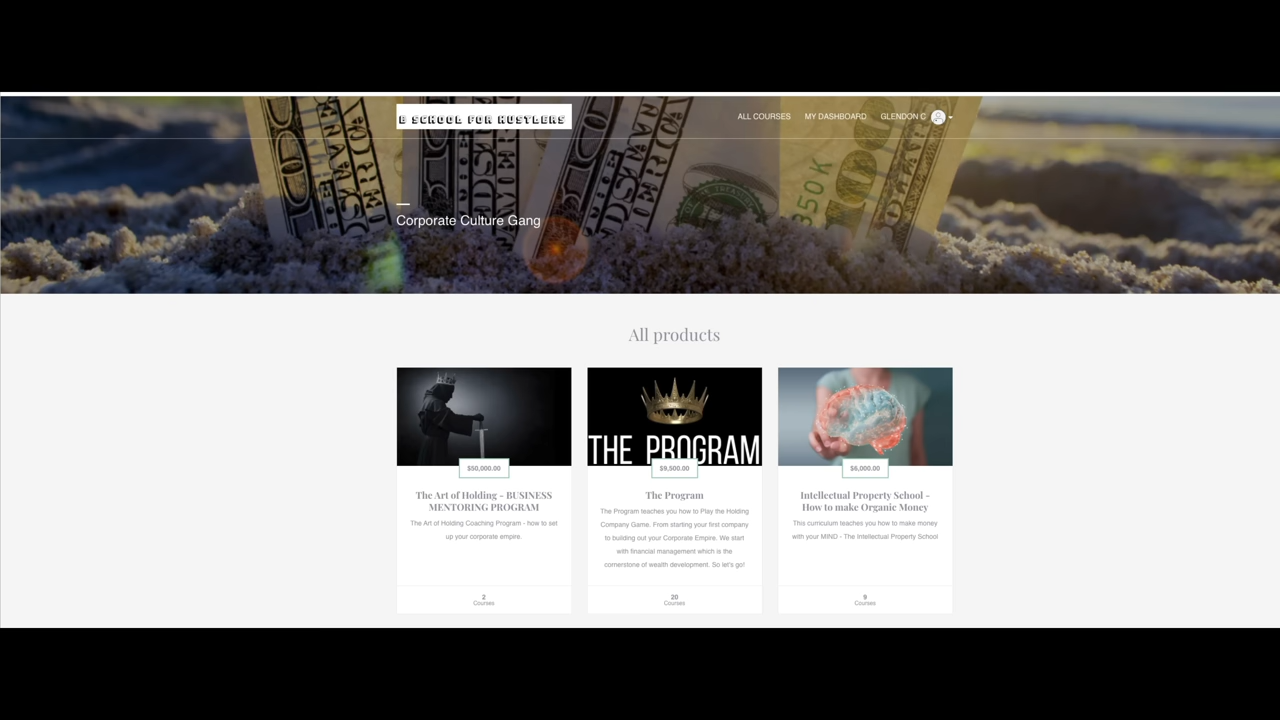 E SCHOOL FOR HUSTLERS
ALL COURSES MY DASHBOARD GLENDON C
Corporate Culture Gang
All products
THE PROGRAM
$50,000.00
$9,500.00
$6,000.00
The Art of Holding - BUSINESS
MENTORING PROGRAM
The Art of Holding Coaching Program - how to set
up your corporate empire.
2
Courses
The Program
The Program teaches you how to Play the Holding
Company Game. From starting your first company
to building out your Corporate Empire. We start
with financial management which is the
cornerstone of wealth development. So let's go!
20
Courses
Intellectual Property School -
How to make Organic Money
This curriculum teaches you how to make money
with your MIND - The Intellectual Property School
9
Courses